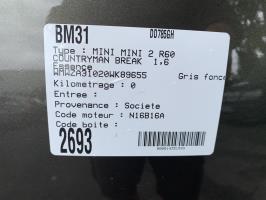 BM31 DD785GH
Type : MINI MINI 2 R60
COUNTRYMAN BREAK 1.6
Essence
WMWZA31020WK89655 Gris fonce
Kilometrage : 0
Entree :
Provenance : Societe
Code moteur : N16B16A
Code boite :
2693